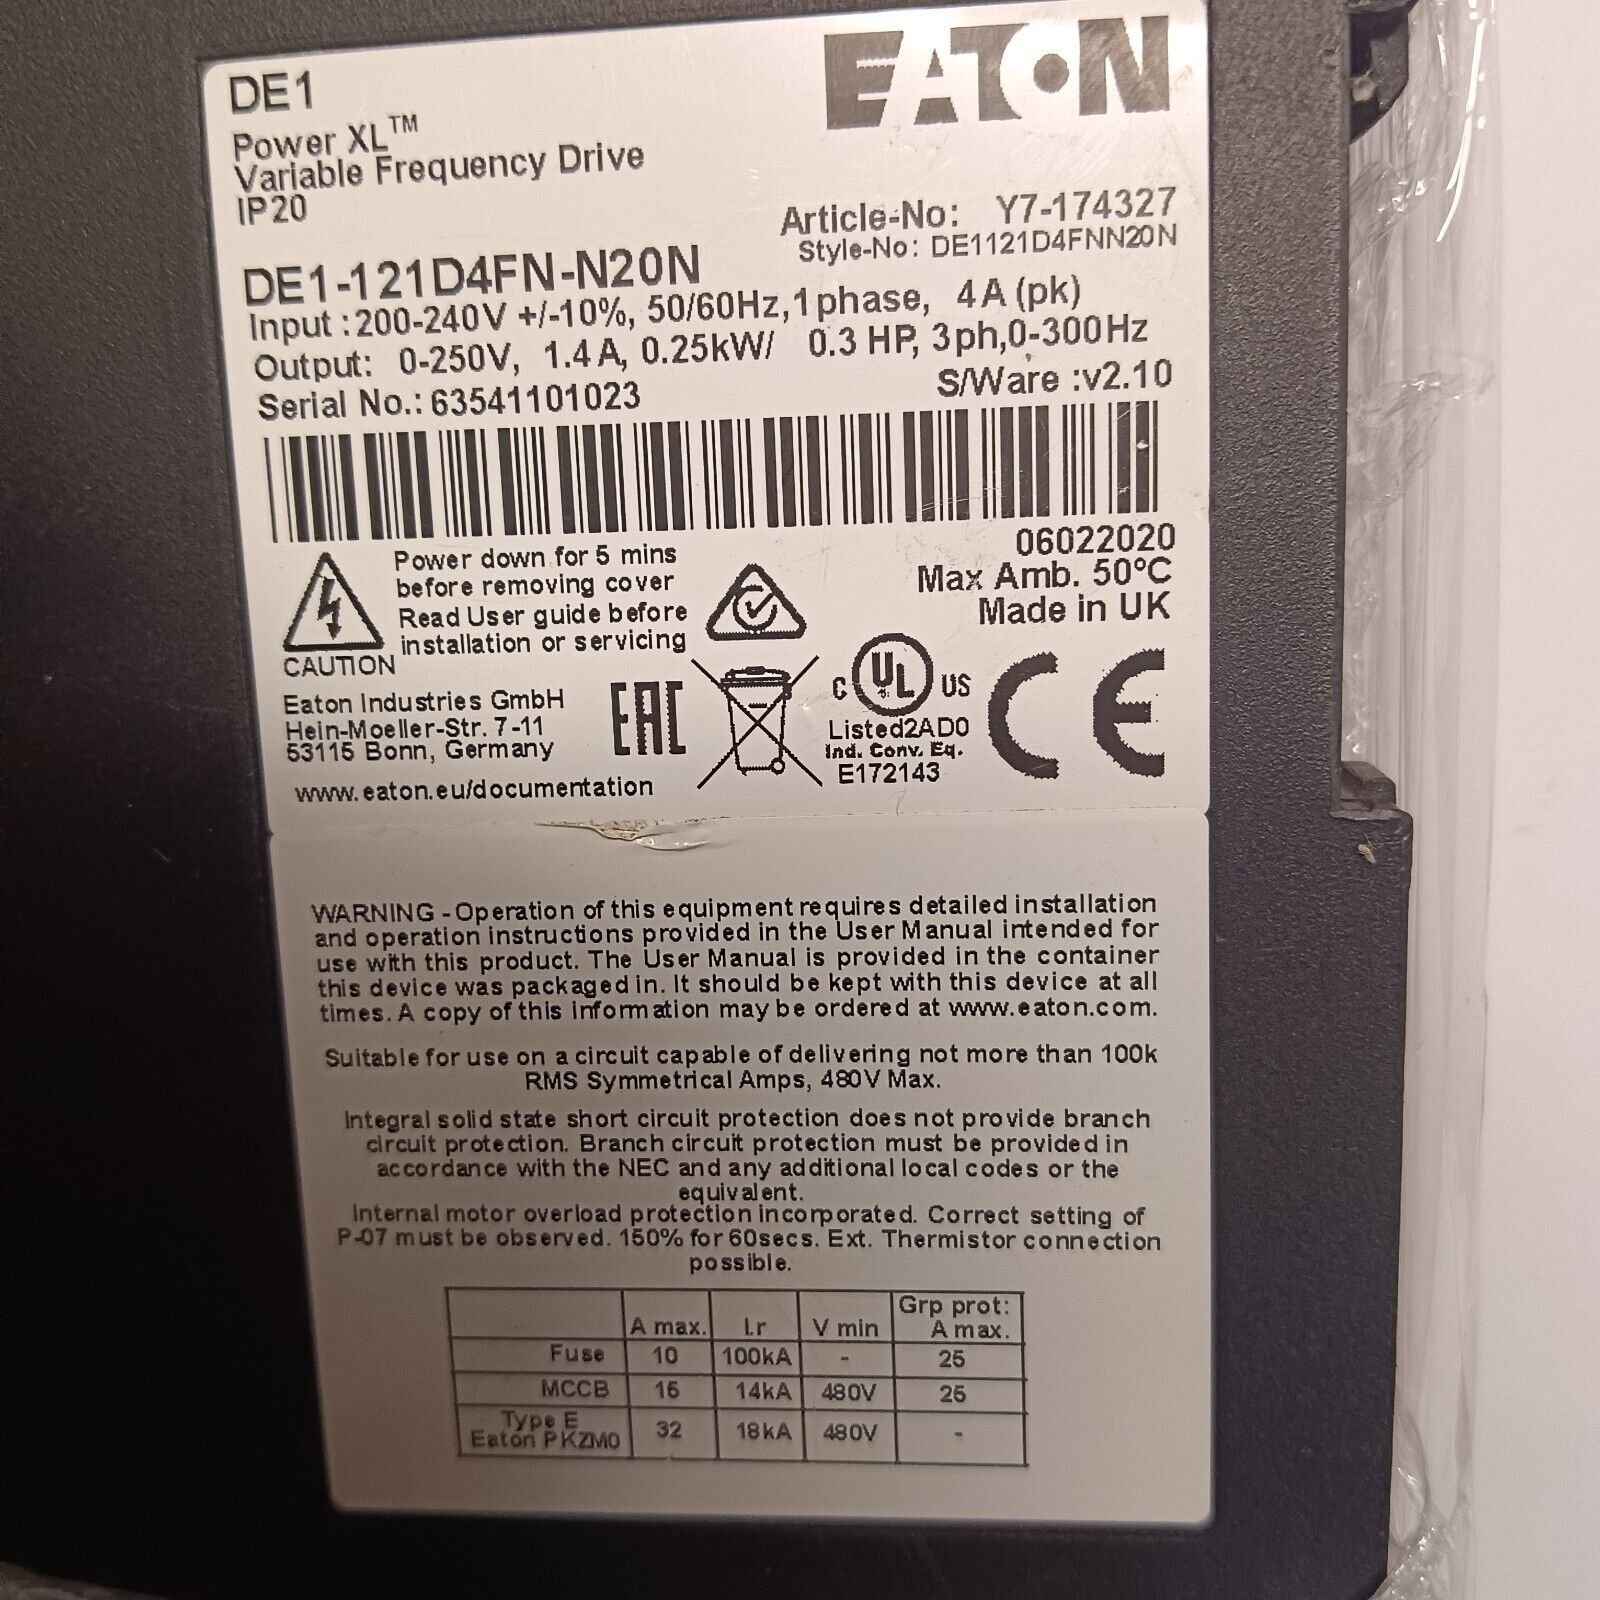 DE1
EATON
Power XL™
Variable Frequency Drive
IP20
Article-No: Y7-174327
Style-No: DE1121D4FNN20N
DE1-121D4FN-N20N
Input : 200-240V +/-10%, 50/60Hz, 1 phase, 4 A (pk)
Output: 0-250V, 1.4 A, 0.25kW/ 0.3 HP, 3 ph, 0-300 Hz
Serial No.: 63541101023
S/Ware :v2.10
06022020
Max Amb. 50°C
Made in UK
Power down for 5 mins
before removing cover
Read User guide before
installation or servicing
CAUTION
Eaton Industries GmbH
Hein-Moeller-Str. 7-11
53115 Bonn, Germany
www.eaton.eu/documentation
EAC
C UL US
Listed2AD0
Ind. Conv. Eq.
E172143
CE
WARNING - Operation of this equipment requires detailed installation
and operation instructions provided in the User Manual intended for
use with this product. The User Manual is provided in the container
this device was packaged in. It should be kept with this device at all
times. A copy of this information may be ordered at www.eaton.com.
Suitable for use on a circuit capable of delivering not more than 100k
RMS Symmetrical Amps, 480V Max.
Integral solid state short circuit protection does not provide branch
circuit protection. Branch circuit protection must be provided in
accordance with the NEC and any additional local codes or the
equivalent.
Internal motor overload protection incorporated. Correct setting of
P-07 must be observed. 150% for 60secs. Ext. Thermistor connection
possible.
A max. I.r V min Grp prot: A max.
Fuse 10 100kA - 25
MCCB 15 14kA 480V 25
Type E
Eaton PKZM0 32 18kA 480V -